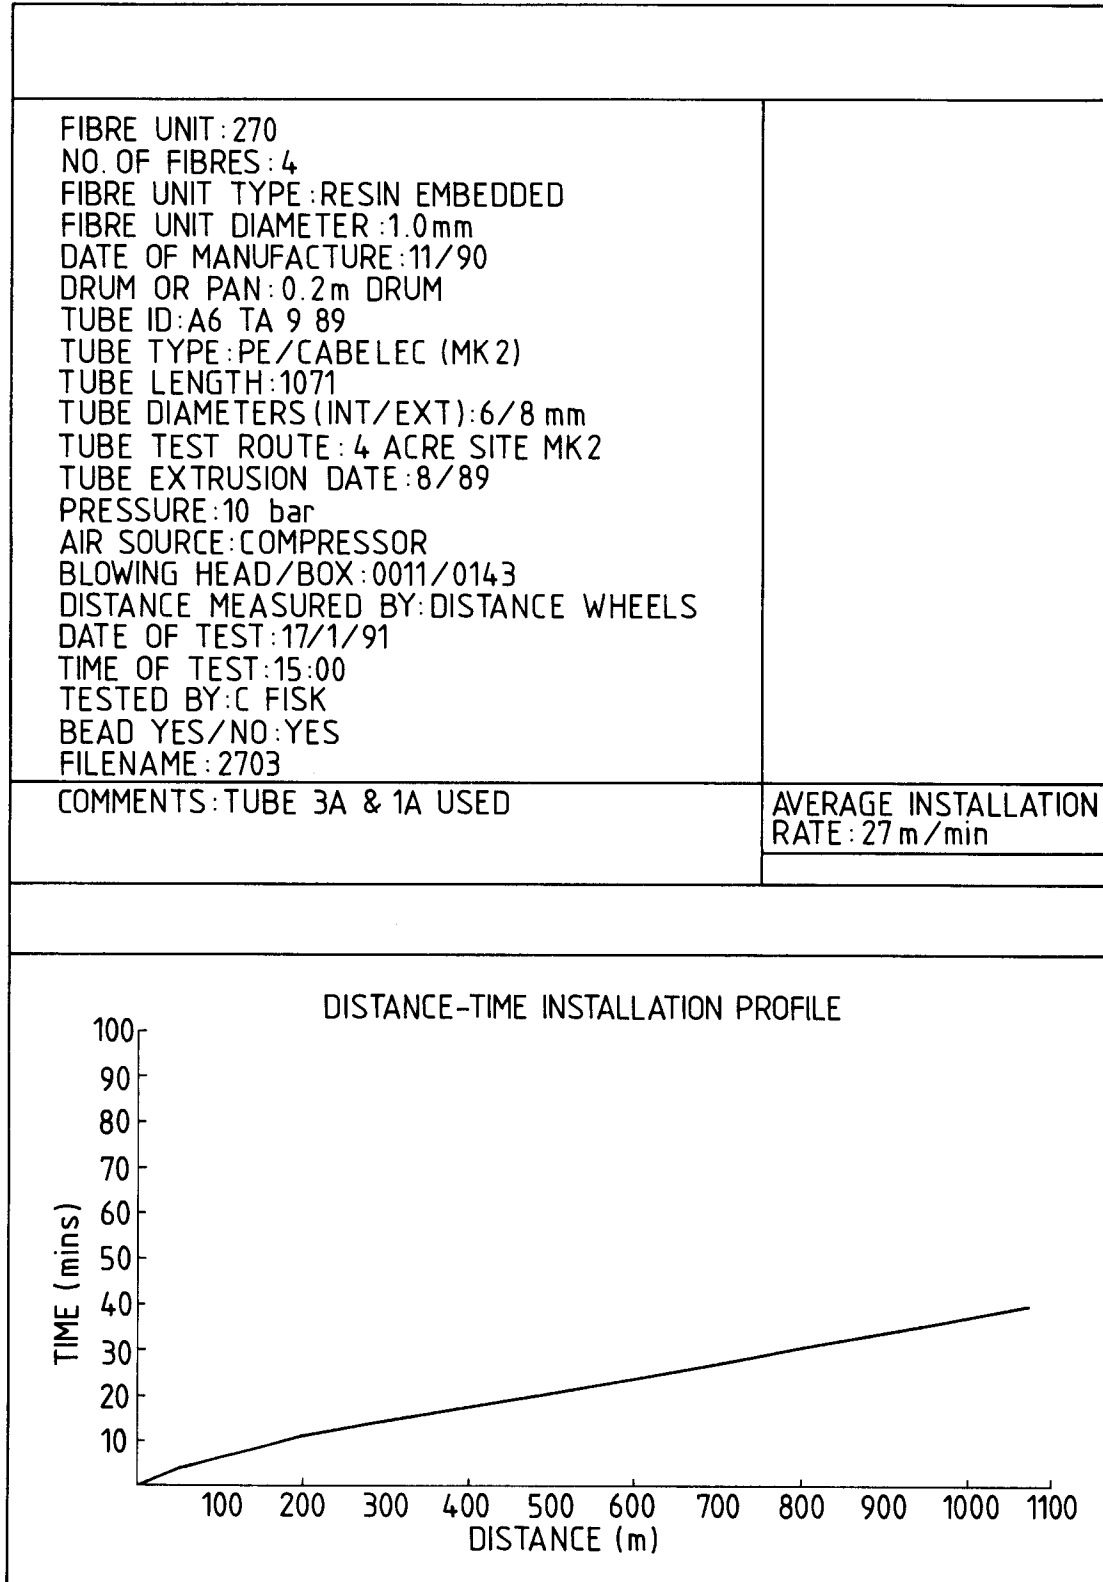 FIBRE UNIT:270
NO. OF FIBRES:4
FIBRE UNIT TYPE:RESIN EMBEDDED
FIBRE UNIT DIAMETER:1.0mm
DATE OF MANUFACTURE:11/90
DRUM OR PAN:0.2m DRUM
TUBE ID:A6 TA 9 89
TUBE TYPE:PE/CABELEC (MK2)
TUBE LENGTH:1071
TUBE DIAMETERS(INT/EXT):6/8 mm
TUBE TEST ROUTE:4 ACRE SITE MK2
TUBE EXTRUSION DATE:8/89
PRESSURE:10 bar
AIR SOURCE:COMPRESSOR
BLOWING HEAD/BOX:0011/0143
DISTANCE MEASURED BY:DISTANCE WHEELS
DATE OF TEST:17/1/91
TIME OF TEST:15:00
TESTED BY:C FISK
BEAD YES/NO:YES
FILENAME:2703
COMMENTS:TUBE 3A & 1A USED
AVERAGE INSTALLATION
RATE:27 m/min
DISTANCE-TIME INSTALLATION PROFILE
100
90
80
70
60
50
40
30
20
10
TIME (mins)
100 200 300 400 500 600 700 800 900 1000 1100
DISTANCE (m)